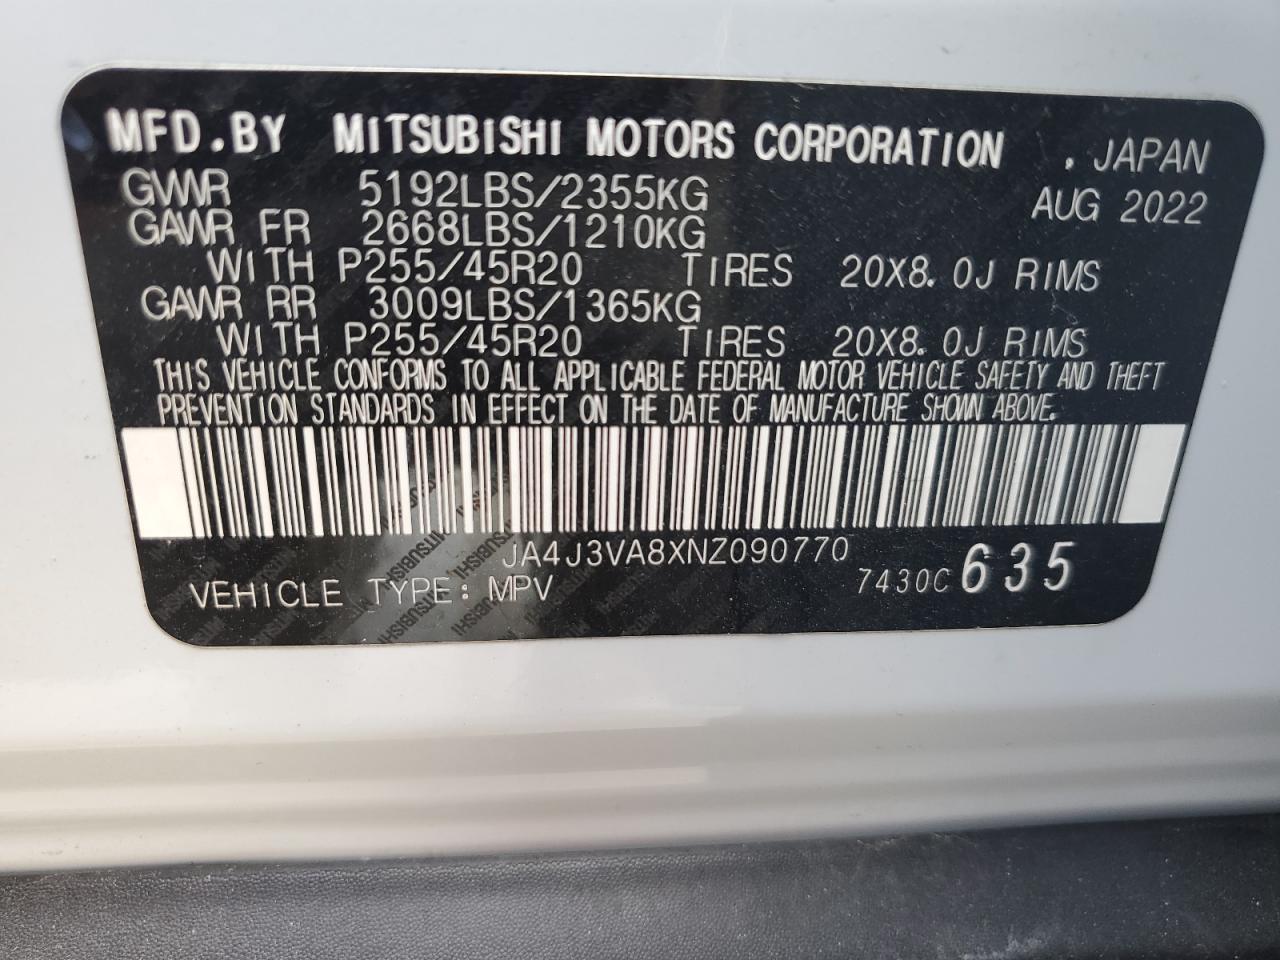 MFD.BY MITSUBISHI MOTORS CORPORATION . JAPAN
GVWR 5192LBS/2355KG AUG 2022
GAWR FR 2668LBS/1210KG
WITH P255/45R20 TIRES 20X8.0J RIMS
GAWR RR 3009LBS/1365KG
WITH P255/45R20 TIRES 20X8.0J RIMS
THIS VEHICLE CONFORMS TO ALL APPLICABLE FEDERAL MOTOR VEHICLE SAFETY AND THEFT
PREVENTION STANDARDS IN EFFECT ON THE DATE OF MANUFACTURE SHOWN ABOVE.
JA4J3VA8XNZ090770
VEHICLE TYPE: MPV 7430C 635